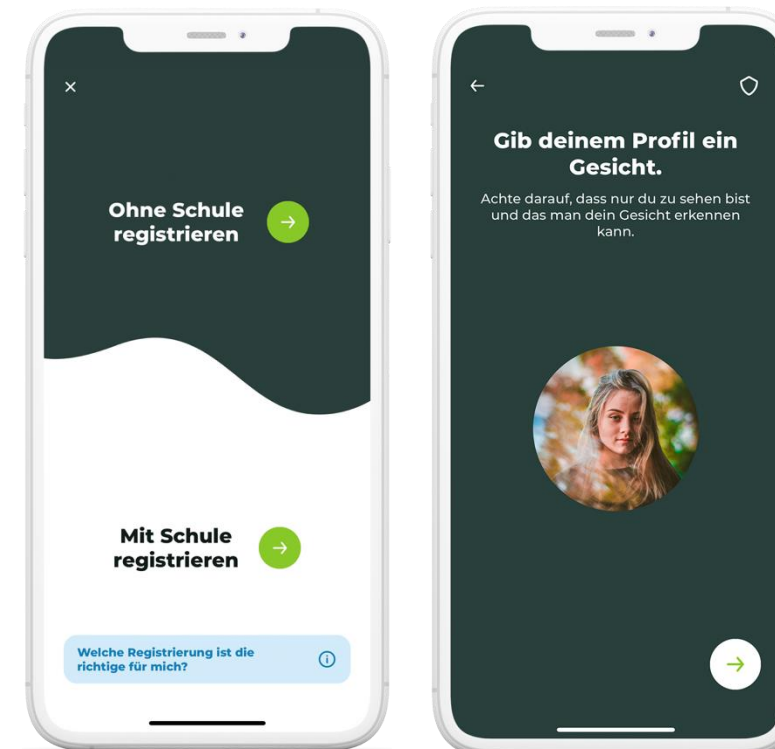 Ohne Schule
registrieren
Mit Schule
registrieren
Welche Registrierung ist die
richtige für mich?
Gib deinem Profil ein
Gesicht.
Achte darauf, dass nur du zu sehen bist
und das man dein Gesicht erkennen
kann.